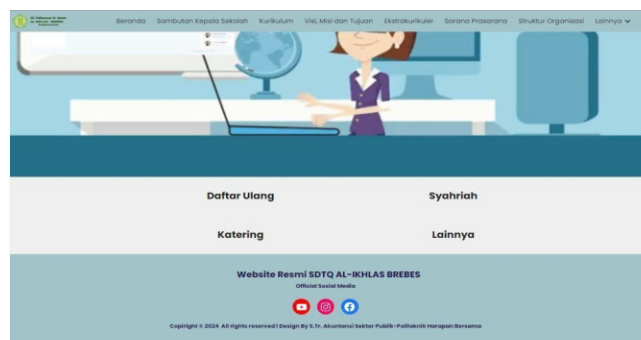 Beranda Sambutan Kepala Sekolah Kurikulum Visi, Misi dan Tujuan Ekstrakurikuler Sarana Prasarana Struktur Organisasi Lainnya
Daftar Ulang Syahriah
Katering Lainnya
Website Resmi SDTQ AL-IKHLAS BREBES
Official Social Media
Copiright © 2024 All rights reserved | Design By S.Tr. Akuntansi Sektor Publik-Politeknik Harapan Bersama